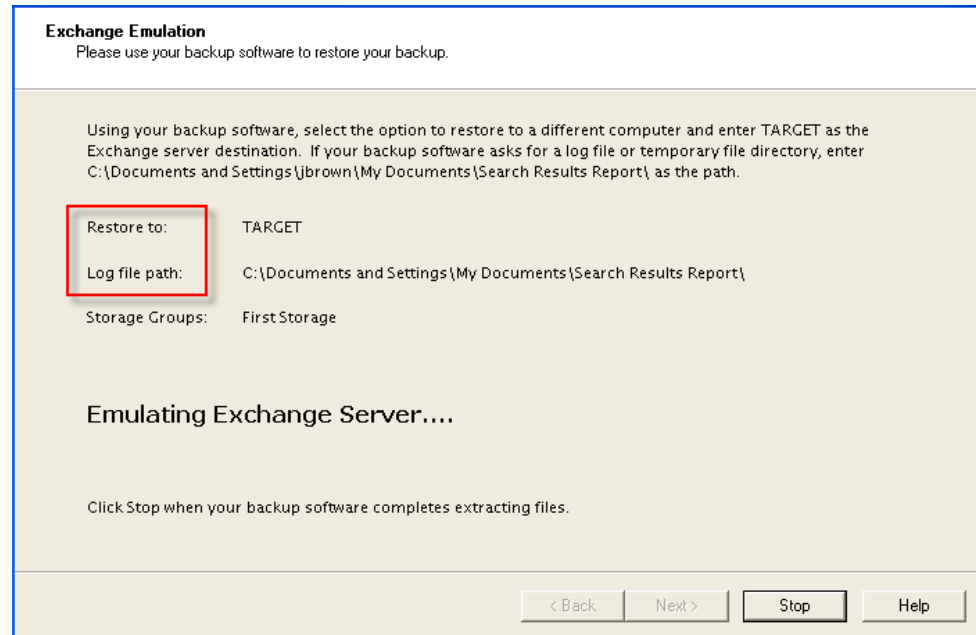 Exchange Emulation
Please use your backup software to restore your backup.
Using your backup software, select the option to restore to a different computer and enter TARGET as the
Exchange server destination. If your backup software asks for a log file or temporary file directory, enter
C:\Documents and Settings\jbrown\My Documents\Search Results Report\ as the path.
Restore to: TARGET
Log file path: C:\Documents and Settings\My Documents\Search Results Report\
Storage Groups: First Storage
Emulating Exchange Server....
Click Stop when your backup software completes extracting files.
< Back Next > Stop Help